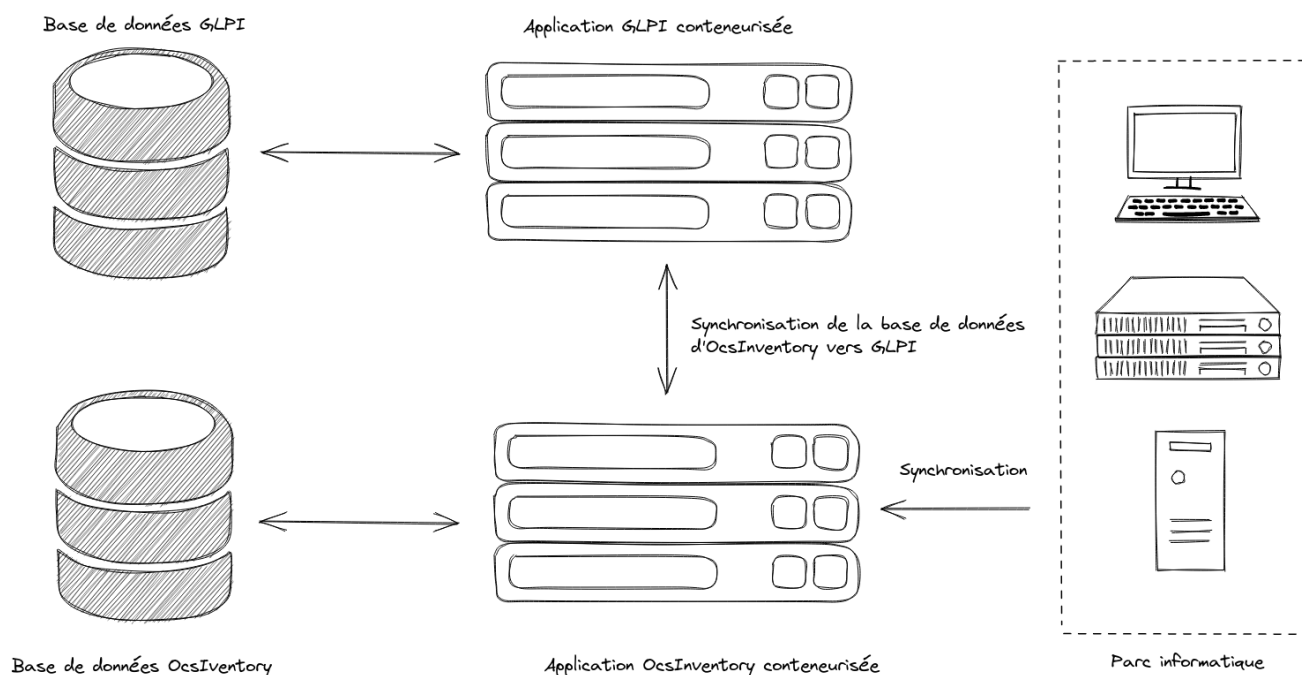 Base de données GLPI
Application GLPI conteneurisée
Synchronisation de la base de données
d'OcsInventory vers GLPI
Synchronisation
Base de données OcsIventory
Application OcsInventory conteneurisée
Parc informatique